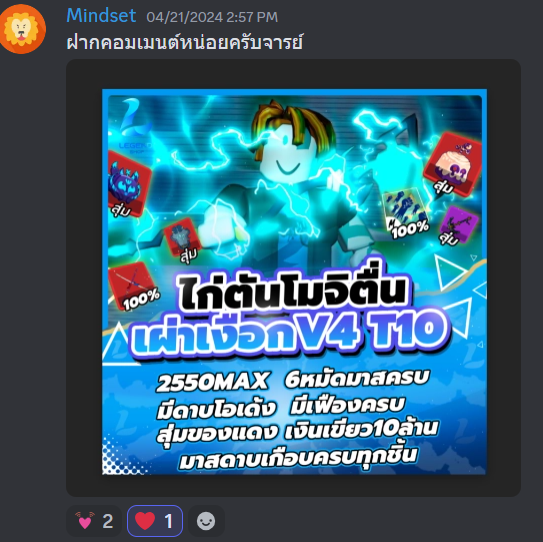 Mindset 04/21/2024 2:57 PM
ฝากคอมเมนต์หน่อยครับจารย์
สุ่ม
สุ่ม
100%
สุ่ม
สุ่ม
100%
ไก่ตันโมจิตื่น
เผ่าเงือกV4 T10
2550MAX 6หมัดมาสครบ
มีดาบโอเด้ง มีเฟืองครบ
สุ่มของแดง เงินเขียว10ล้าน
มาสดาบเกือบครบทุกชิ้น
2 1